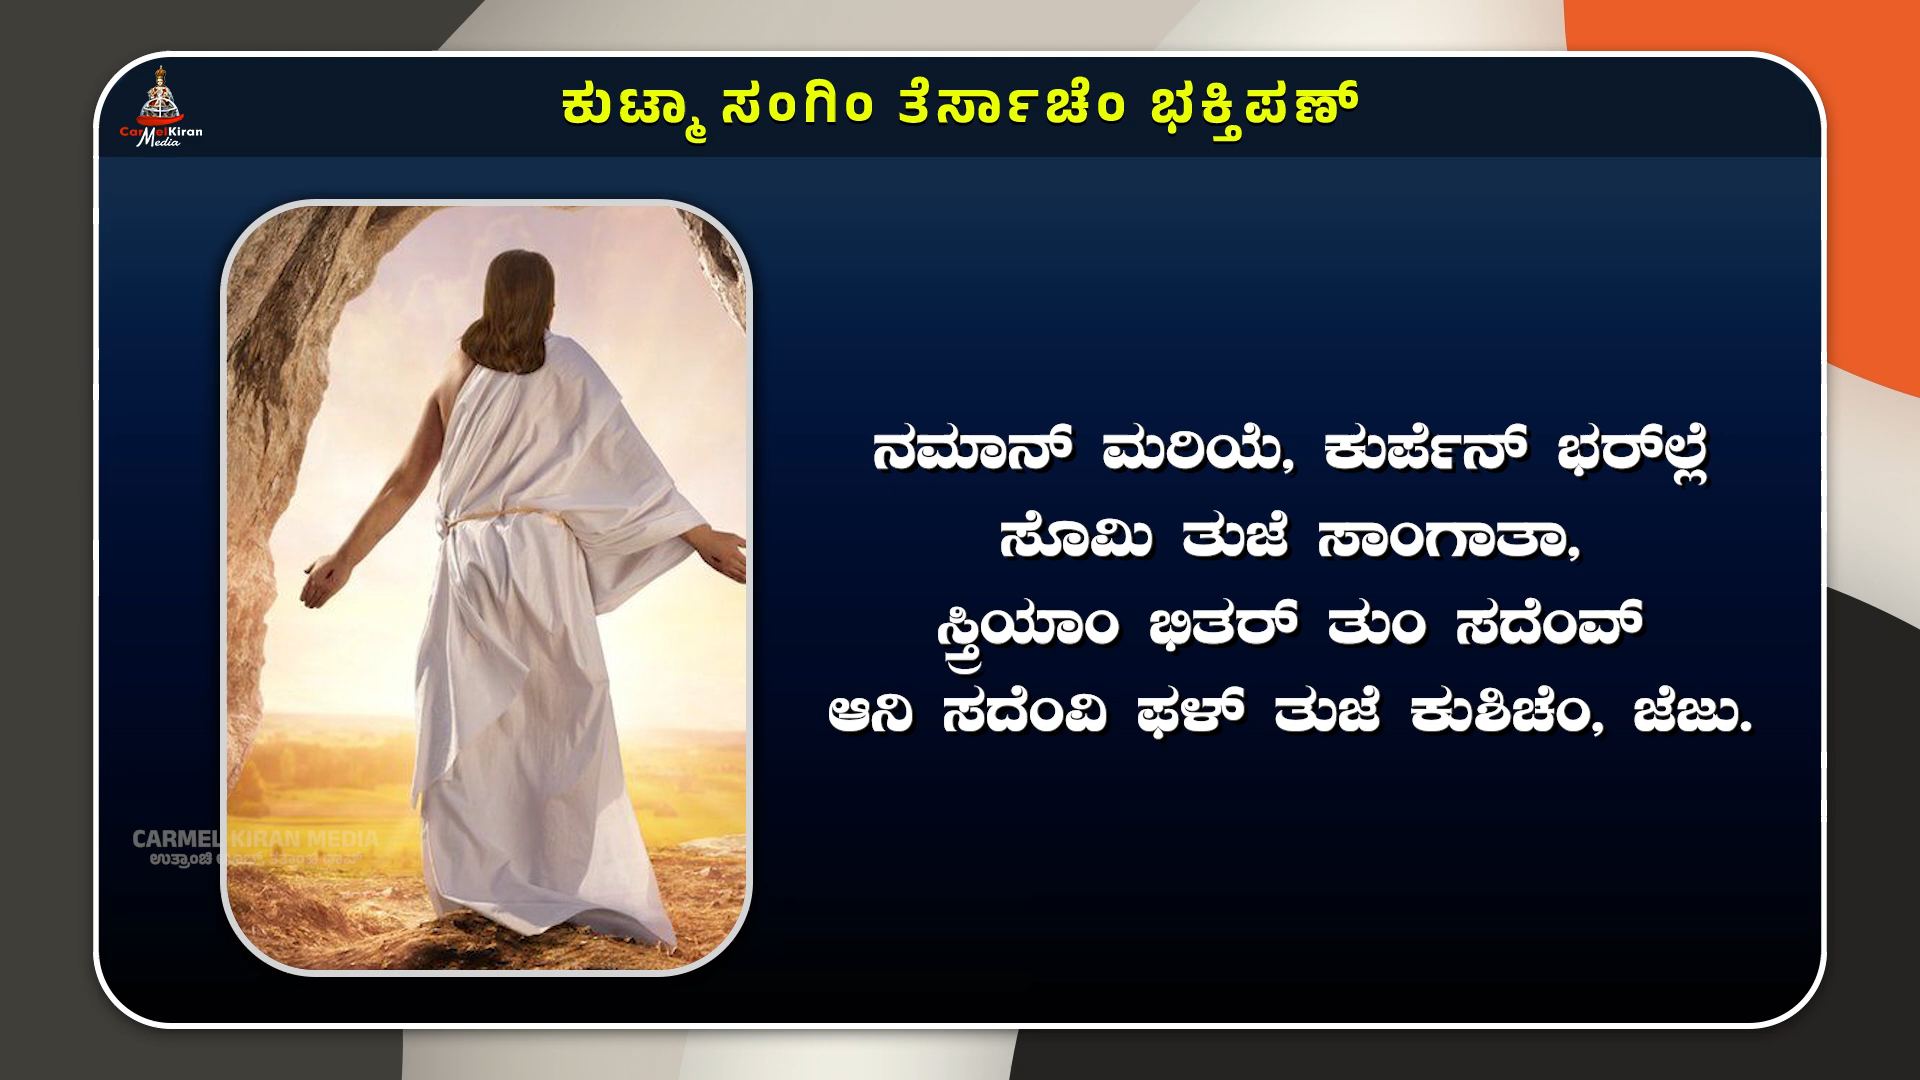 ಕುಟ್ಮಾ ಸಂಗಿಂ ತೆರ್ಸಾಚೆಂ ಭಕ್ತಿಪಣ್
CarmelKiran
Media
ನಮಾನ್ ಮರಿಯೆ, ಕುರ್ಪೆನ್ ಭರ್‌ಲ್ಲೆ
ಸೊಮಿ ತುಜೆ ಸಾಂಗಾತಾ,
ಸ್ತ್ರಿಯಾಂ ಭಿತರ್ ತುಂ ಸದೆಂವ್
ಆನಿ ಸದೆಂವಿ ಫಳ್ ತುಜೆ ಕುಶಿಚೆಂ, ಜೆಜು.
CARMEL KIRAN MEDIA